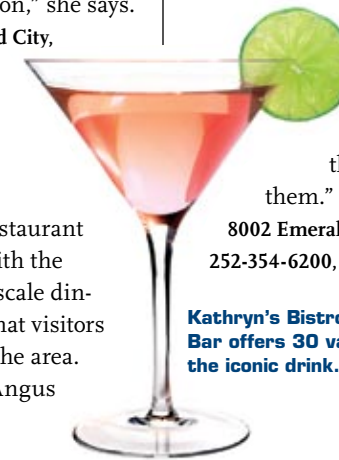 on," she says.
d City,
staurant
ith the
scale din-
hat visitors
he area.
Angus
th
them."
8002 Emeral
252-354-6200,
Kathryn's Bistro
Bar offers 30 va
the iconic drink.